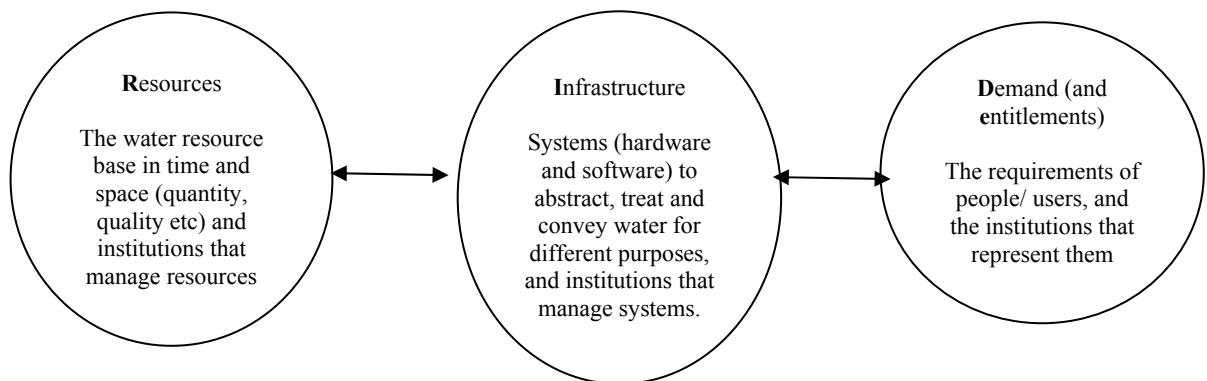 Resources
The water resource
base in time and
space (quantity,
quality etc) and
institutions that
manage resources
Infrastructure
Systems (hardware
and software) to
abstract, treat and
convey water for
different purposes,
and institutions that
manage systems.
Demand (and
entitlements)
The requirements of
people/ users, and
the institutions that
represent them